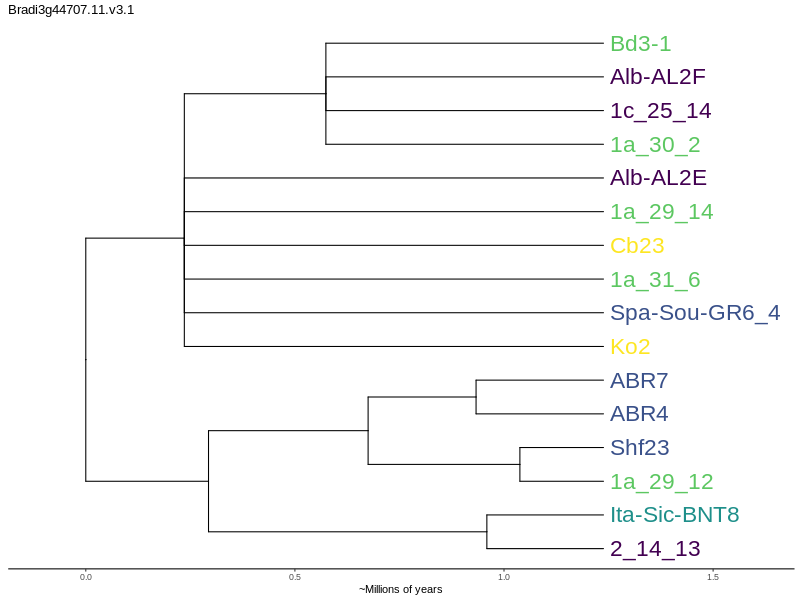 Bradi3g44707.11.v3.1
Bd3-1
Alb-AL2F
1c_25_14
1a_30_2
Alb-AL2E
1a_29_14
Cb23
1a_31_6
Spa-Sou-GR6_4
Ko2
ABR7
ABR4
Shf23
1a_29_12
Ita-Sic-BNT8
2_14_13
0.0 0.5 1.0 1.5
~Millions of years